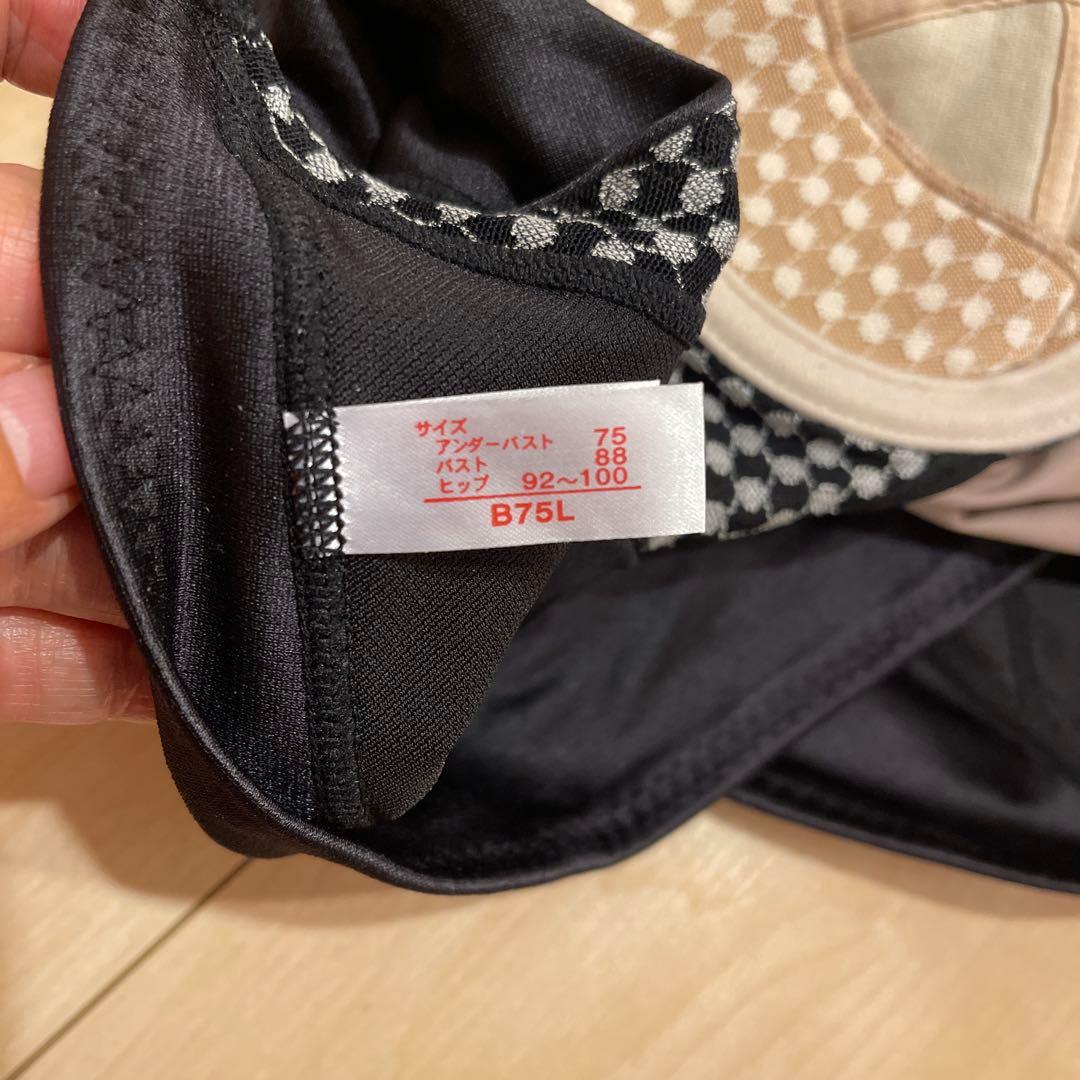 サイズ
アンダーバスト 75
バスト 88
ヒップ 92〜100
B75L